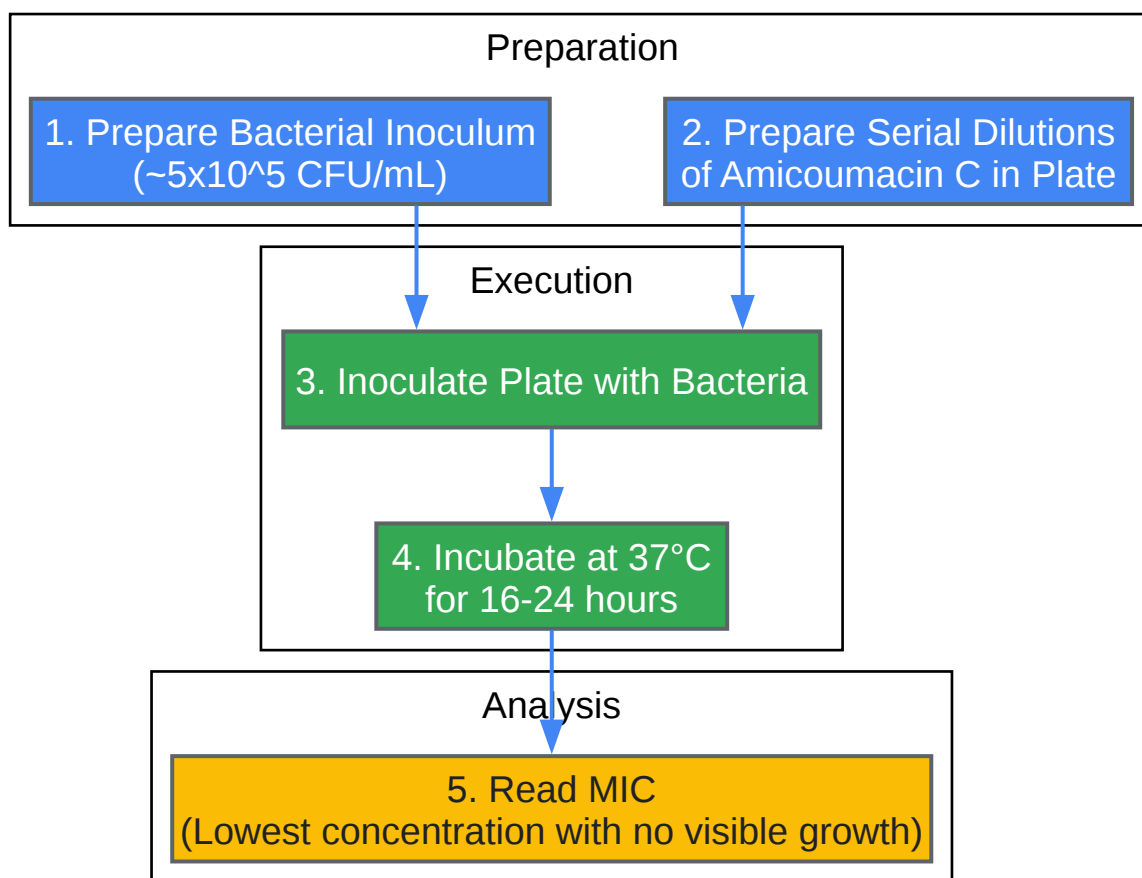 Preparation
1. Prepare Bacterial Inoculum
(~5x10^5 CFU/mL)
2. Prepare Serial Dilutions
of Amicoumacin C in Plate
Execution
3. Inoculate Plate with Bacteria
4. Incubate at 37°C
for 16-24 hours
Analysis
5. Read MIC
(Lowest concentration with no visible growth)